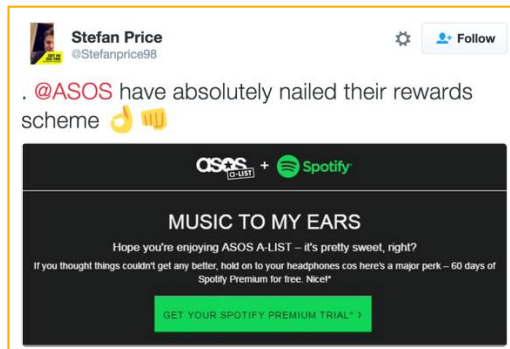 Stefan Price
@Stefanprice98
Follow
. @ASOS have absolutely nailed their rewards
scheme 👌 👊
asos A-LIST + Spotify
MUSIC TO MY EARS
Hope you're enjoying ASOS A-LIST – it's pretty sweet, right?
If you thought things couldn't get any better, hold on to your headphones cos here's a major perk – 60 days of
Spotify Premium for free. Nice!*
GET YOUR SPOTIFY PREMIUM TRIAL* >